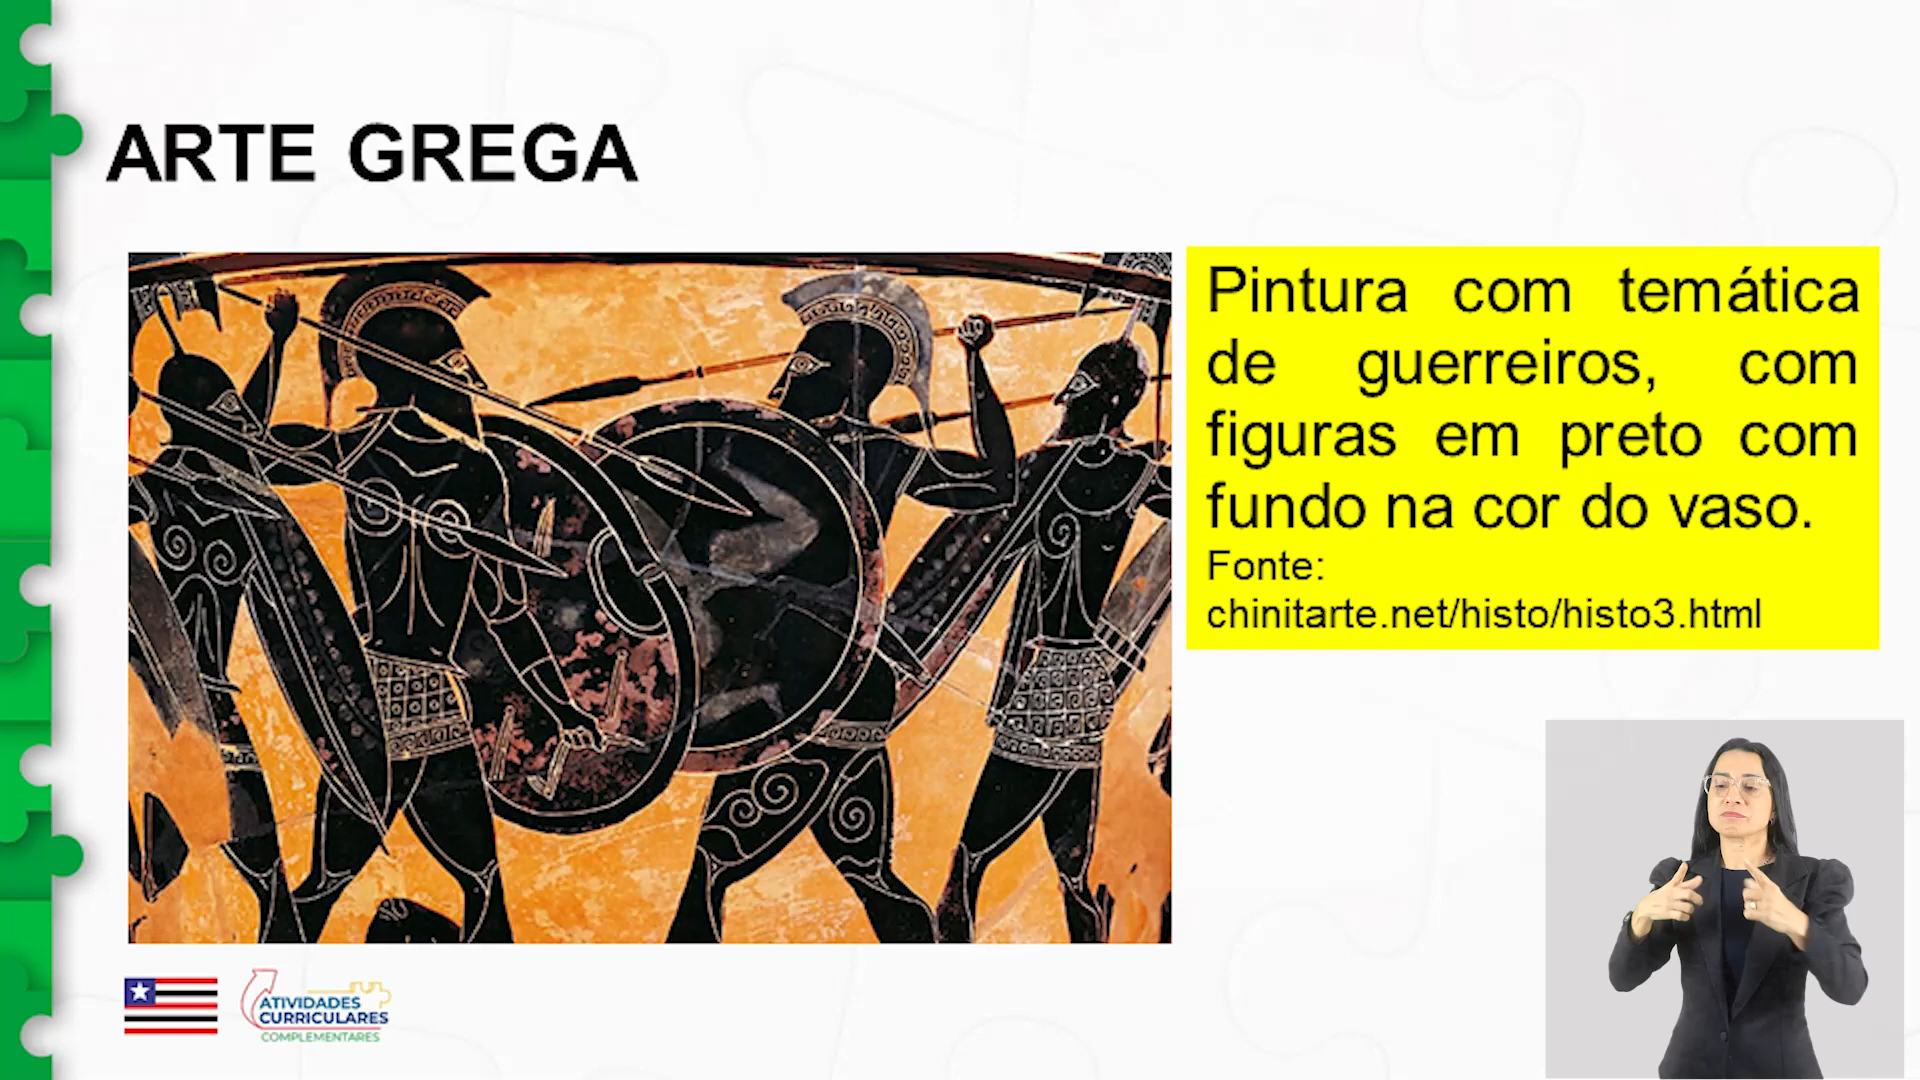 ARTE GREGA
Pintura com temática
de guerreiros, com
figuras em preto com
fundo na cor do vaso.
Fonte:
chinitarte.net/histo/histo3.html
ATIVIDADES
CURRICULARES
COMPLEMENTARES